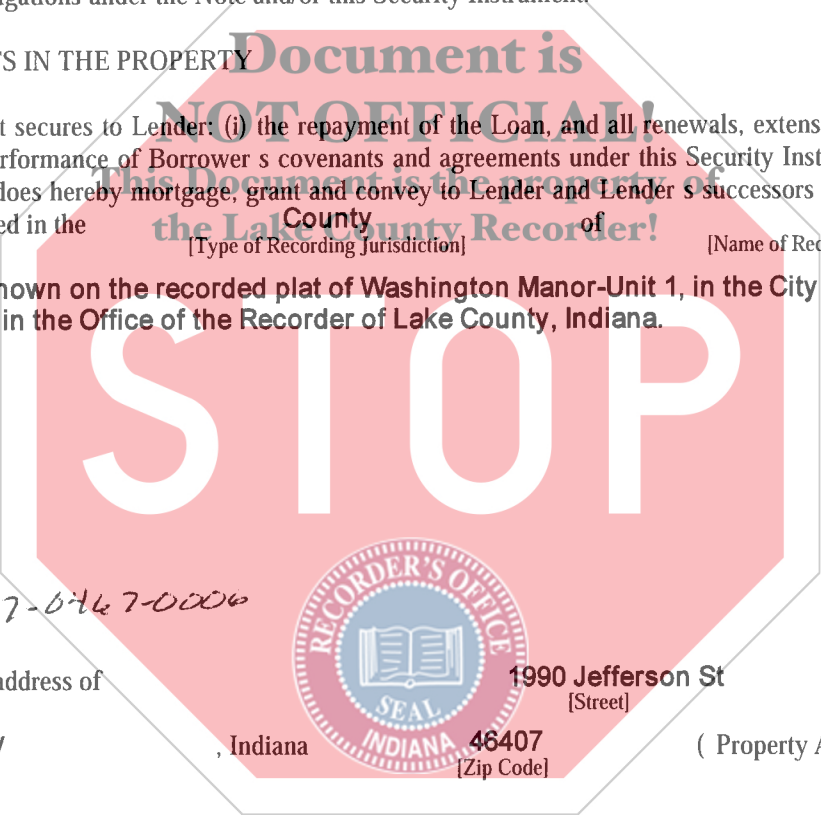 Document is
TS IN THE PROPERTY
NOT OFFICIAL!
t secures to Lender: (i) the repayment of the Loan, and all renewals, extens
rformance of Borrower s covenants and agreements under this Security Inst
This Document is the property of
does hereby mortgage, grant and convey to Lender and Lender s successors
ed in the County of
the Lake County Recorder!
[Type of Recording Jurisdiction] [Name of Rec
hown on the recorded plat of Washington Manor-Unit 1, in the City
in the Office of the Recorder of Lake County, Indiana.
STOP
7-0467-0006
address of 1990 Jefferson St
[Street]
, Indiana 46407 ( Property A
[Zip Code]
RECORDER'S OFFICE
SEAL
INDIANA